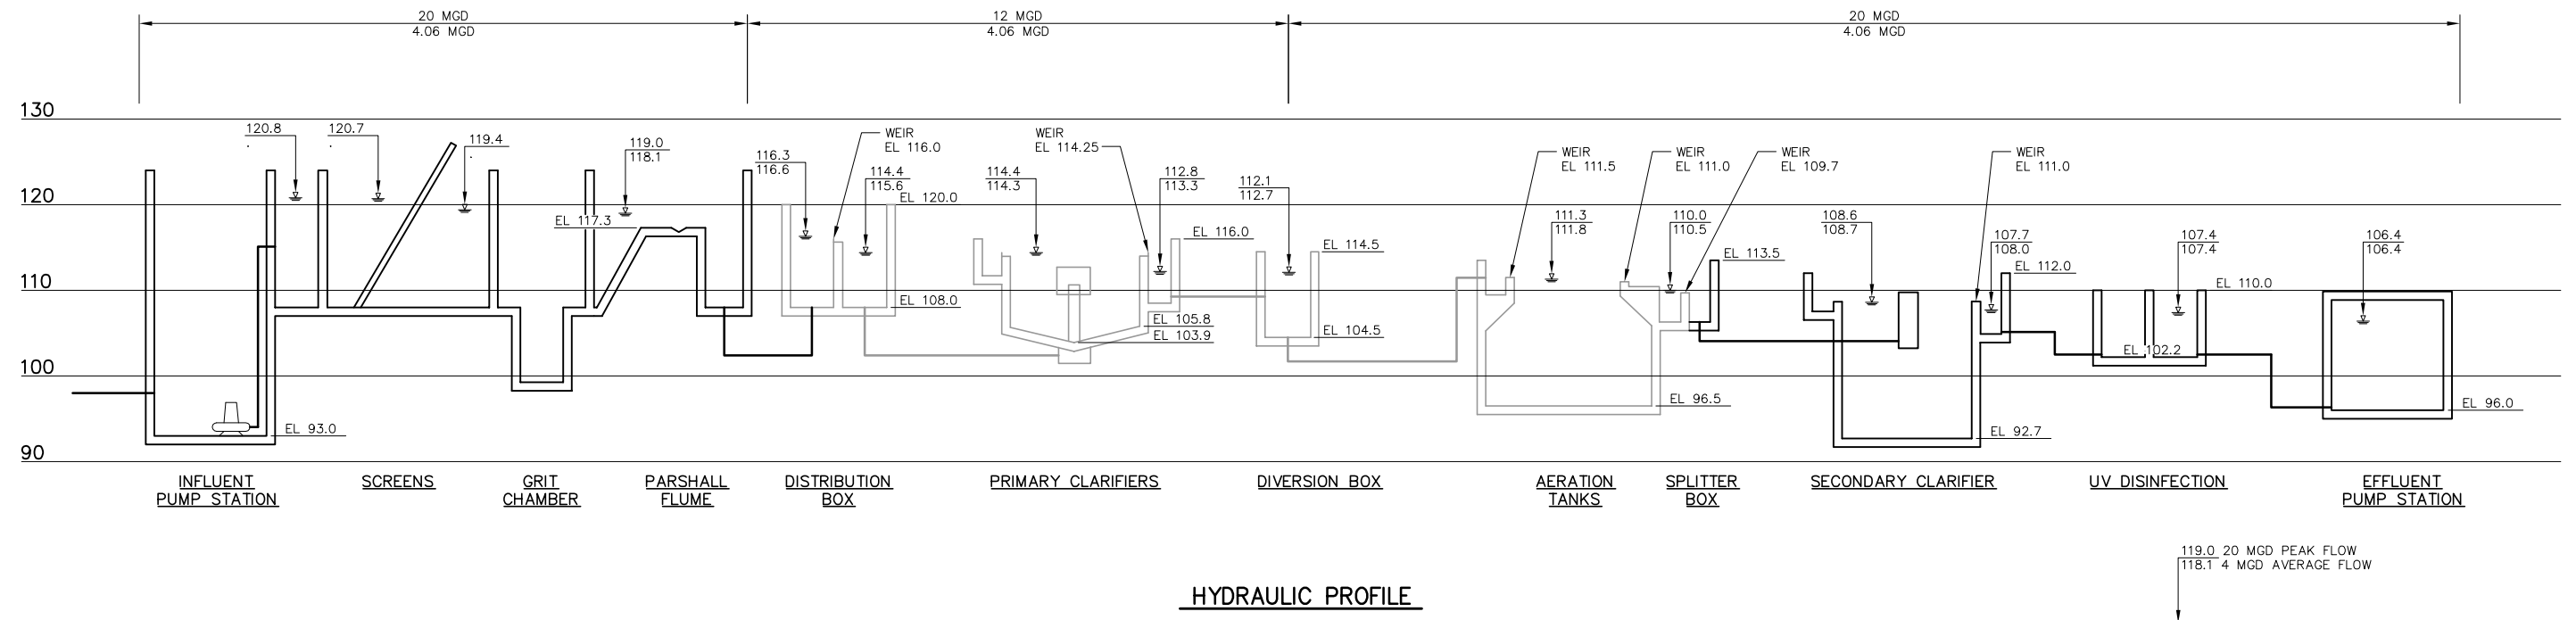 20 MGD
4.06 MGD
12 MGD
4.06 MGD
20 MGD
4.06 MGD
130
120
110
100
90
120.8
.
120.7
.
119.4
.
119.0
118.1
EL 117.3
116.3
116.6
WEIR
EL 116.0
114.4
115.6
EL 120.0
EL 108.0
114.4
114.3
WEIR
EL 114.25
112.8
113.3
EL 116.0
EL 105.8
EL 103.9
112.1
112.7
EL 114.5
EL 104.5
WEIR
EL 111.5
111.3
111.8
WEIR
EL 111.0
110.0
110.5
WEIR
EL 109.7
EL 113.5
EL 96.5
108.6
108.7
WEIR
EL 111.0
107.7
108.0
EL 112.0
EL 92.7
107.4
107.4
EL 110.0
EL 102.2
106.4
106.4
EL 96.0
EL 93.0
INFLUENT
PUMP STATION
SCREENS
GRIT
CHAMBER
PARSHALL
FLUME
DISTRIBUTION
BOX
PRIMARY CLARIFIERS
DIVERSION BOX
AERATION
TANKS
SPLITTER
BOX
SECONDARY CLARIFIER
UV DISINFECTION
EFFLUENT
PUMP STATION
119.0 20 MGD PEAK FLOW
118.1 4 MGD AVERAGE FLOW
HYDRAULIC PROFILE